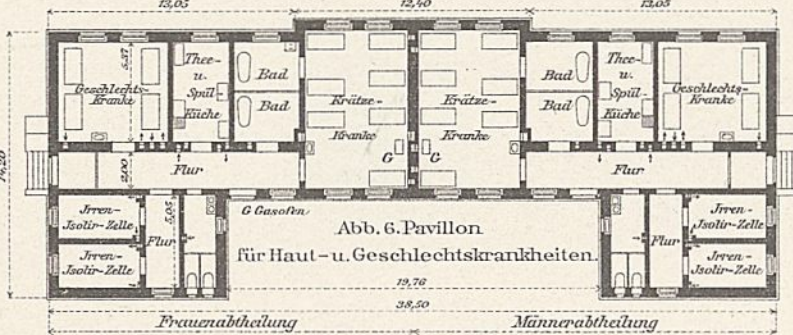 13,05
12,40
13,05
Geschlechts-
Kranke
5,37
Thee-
u.
Spül-
Küche
Bad
Bad
Krätze-
Kranke
G
Krätze-
Kranke
G
Bad
Bad
Thee-
u.
Spül
Küche
Geschlechts-
Kranke
14,20
2,00
Flur
Flur
Irren-
Isolir-Zelle
Irren-
Isolir-Zelle
5,05
Flur
G Gasofen
Abb. 6. Pavillon
für Haut- u. Geschlechtskrankheiten.
Flur
Irren-
Isolir-Zelle
Irren-
Isolir-Zelle
19,76
38,50
Frauenabtheilung
Männerabtheilung